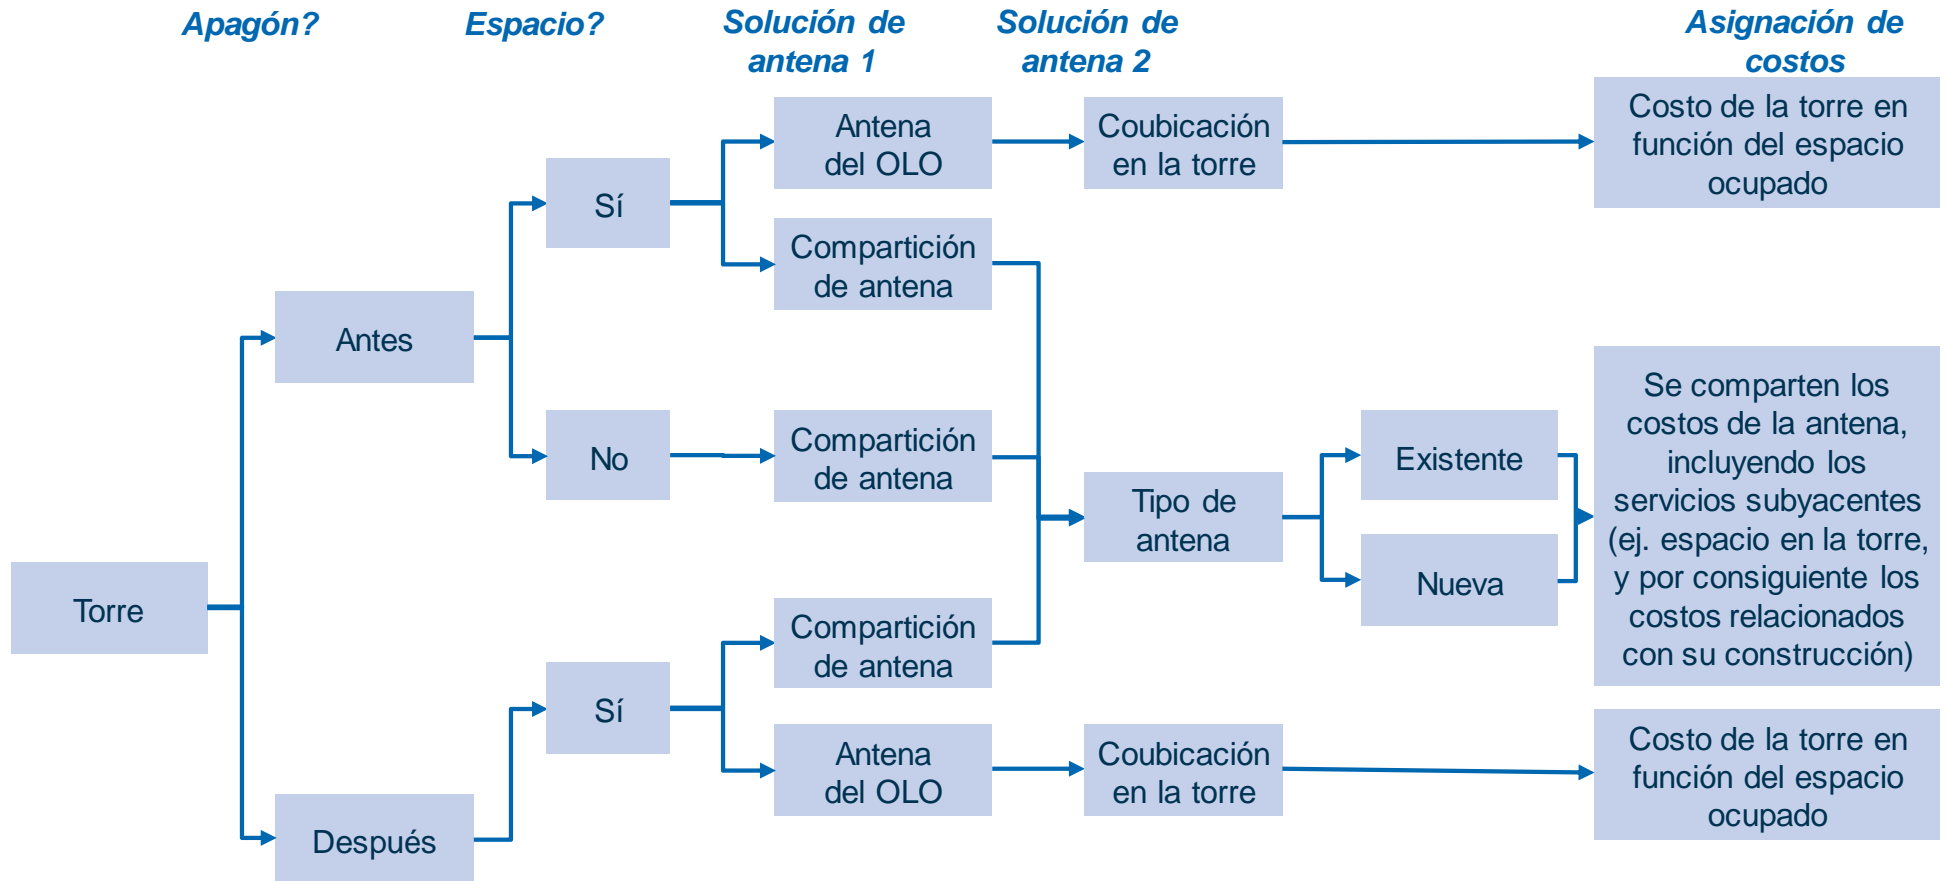 Apagón?
Espacio?
Solución de
antena 1
Solución de
antena 2
Asignación de
costos
Antena
del OLO
Coubicación
en la torre
Costo de la torre en
función del espacio
ocupado
Sí
Compartición
de antena
Antes
No
Compartición
de antena
Existente
Tipo de
antena
Nueva
Se comparten los
costos de la antena,
incluyendo los
servicios subyacentes
(ej. espacio en la torre,
y por consiguiente los
costos relacionados
con su construcción)
Torre
Compartición
de antena
Sí
Antena
del OLO
Coubicación
en la torre
Costo de la torre en
función del espacio
ocupado
Después